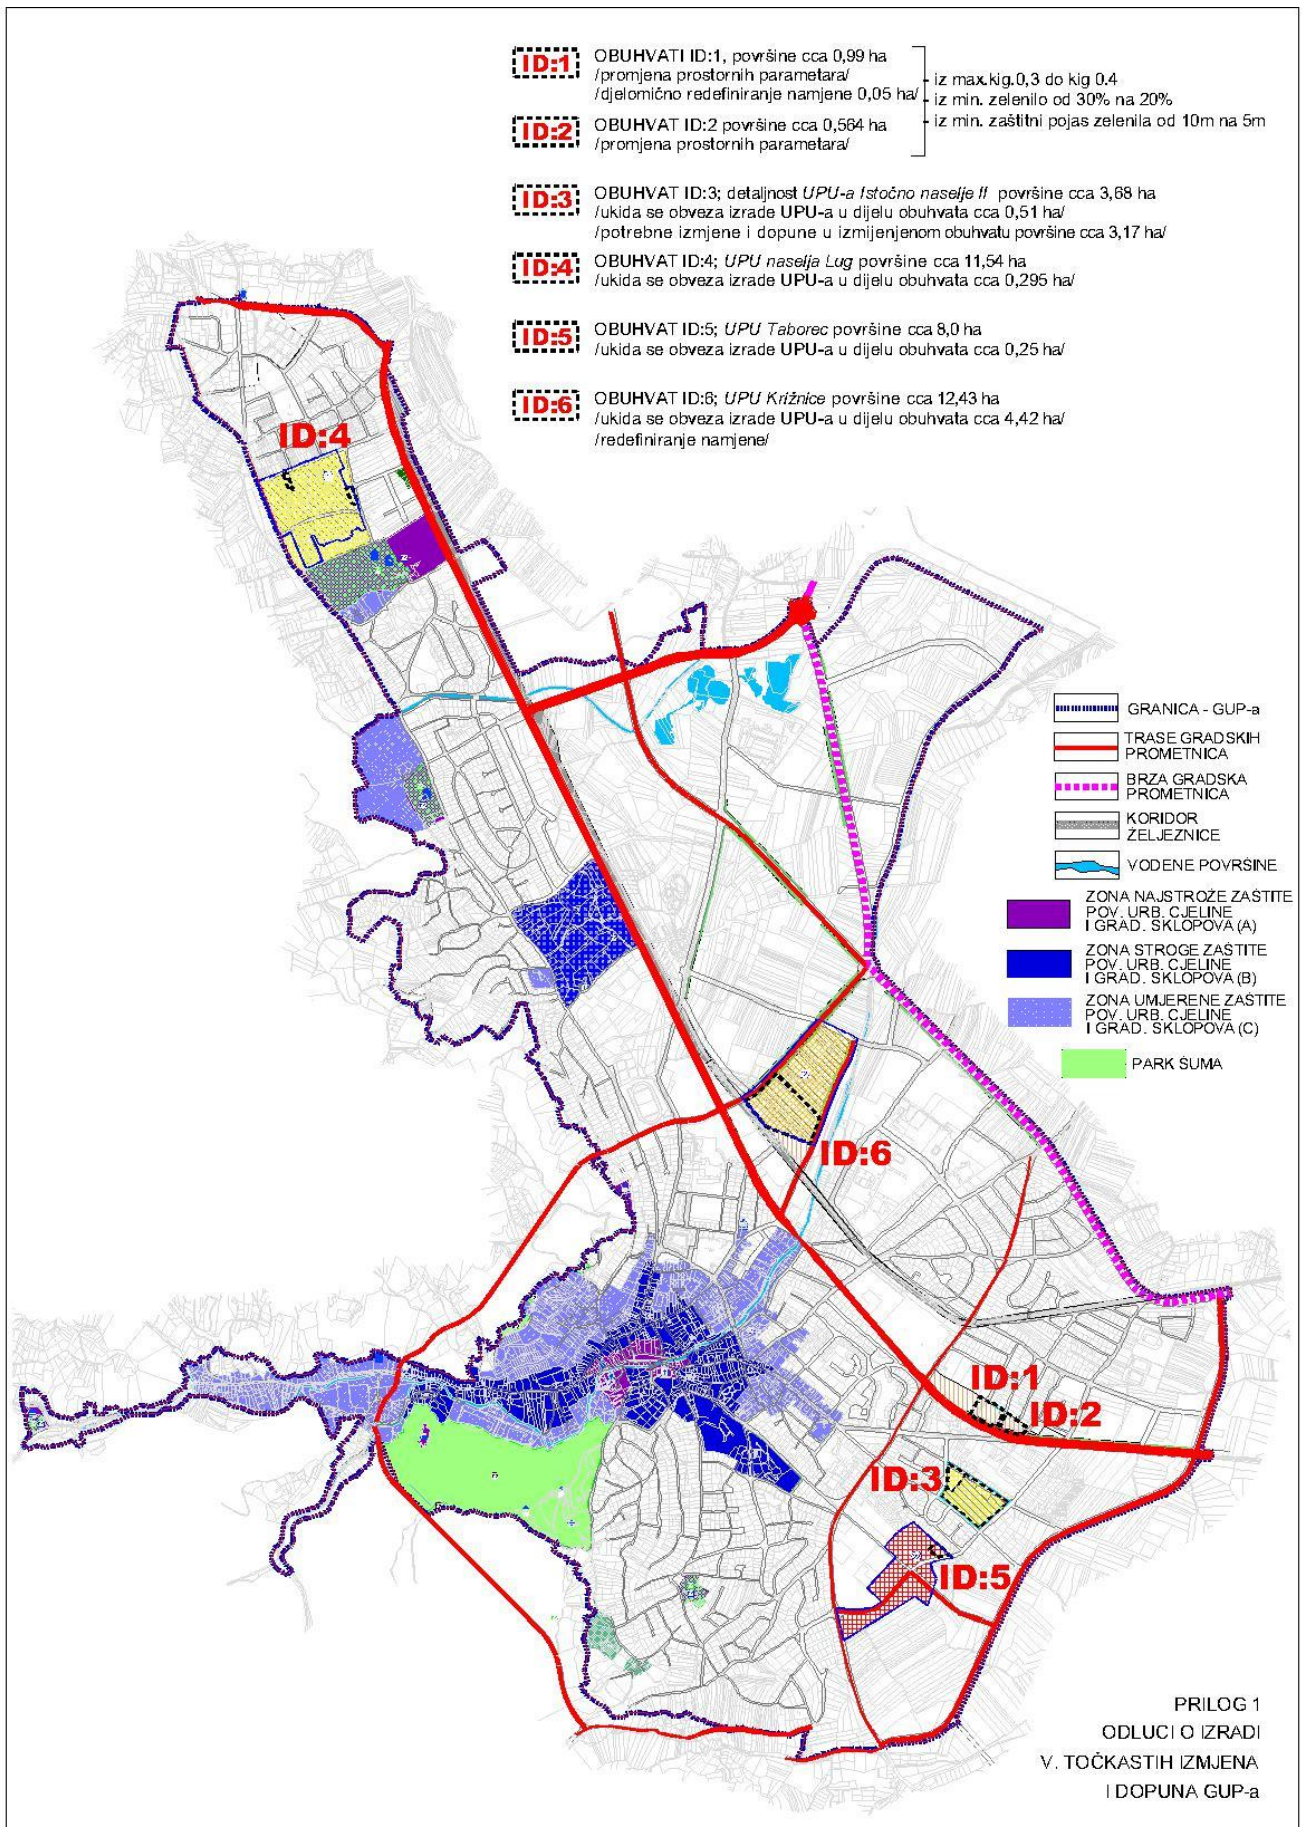 ID:1
OBUHVATI ID:1, površine cca 0,99 ha
/promjena prostornih parametara/
/djelomično redefiniranje namjene 0,05 ha/
ID:2
OBUHVAT ID:2 površine cca 0,564 ha
/promjena prostornih parametara/
iz max.kig.0,3 do kig 0.4
iz min. zelenilo od 30% na 20%
iz min. zaštitni pojas zelenila od 10m na 5m
ID:3
OBUHVAT ID:3; detaljnost UPU-a Istočno naselje II površine cca 3,68 ha
/ukida se obveza izrade UPU-a u dijelu obuhvata cca 0,51 ha/
/potrebne izmjene i dopune u izmijenjenom obuhvatu površine cca 3,17 ha/
ID:4
OBUHVAT ID:4; UPU naselja Lug površine cca 11,54 ha
/ukida se obveza izrade UPU-a u dijelu obuhvata cca 0,295 ha/
ID:5
OBUHVAT ID:5; UPU Taborec površine cca 8,0 ha
/ukida se obveza izrade UPU-a u dijelu obuhvata cca 0,25 ha/
ID:6
OBUHVAT ID:6; UPU Križnice površine cca 12,43 ha
/ukida se obveza izrade UPU-a u dijelu obuhvata cca 4,42 ha/
/redefiniranje namjene/
ID:4
GRANICA - GUP-a
TRASE GRADSKIH
PROMETNICA
BRZA GRADSKA
PROMETNICA
KORIDOR
ŽELJEZNICE
VODENE POVRŠINE
ZONA NAJSTROŽE ZAŠTITE
POV. URB. CJELINE
I GRAD. SKLOPOVA (A)
ZONA STROGE ZAŠTITE
POV. URB. CJELINE
I GRAD. SKLOPOVA (B)
ZONA UMJERENE ZAŠTITE
POV. URB. CJELINE
I GRAD. SKLOPOVA (C)
PARK ŠUMA
ID:6
ID:1
ID:2
ID:3
ID:5
PRILOG 1
ODLUCI O IZRADI
V. TOČKASTIH IZMJENA
I DOPUNA GUP-a